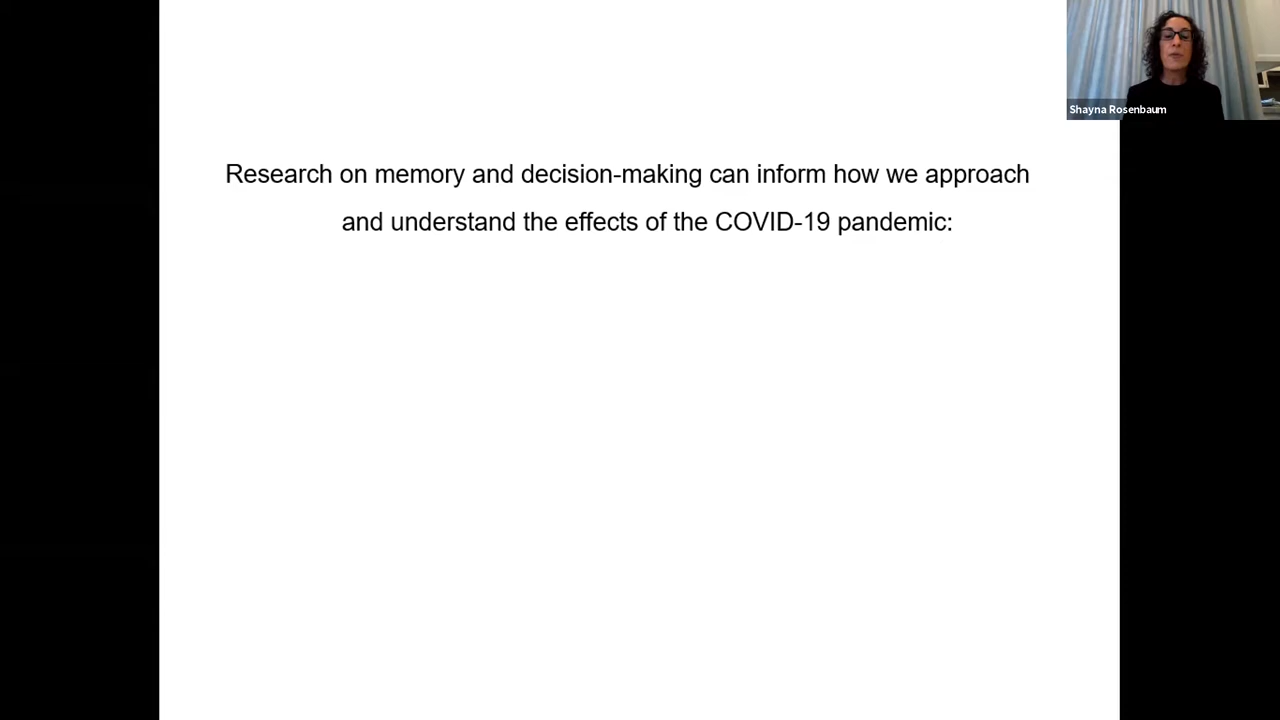 Shayna Rosenbaum
Research on memory and decision-making can inform how we approach
and understand the effects of the COVID-19 pandemic: